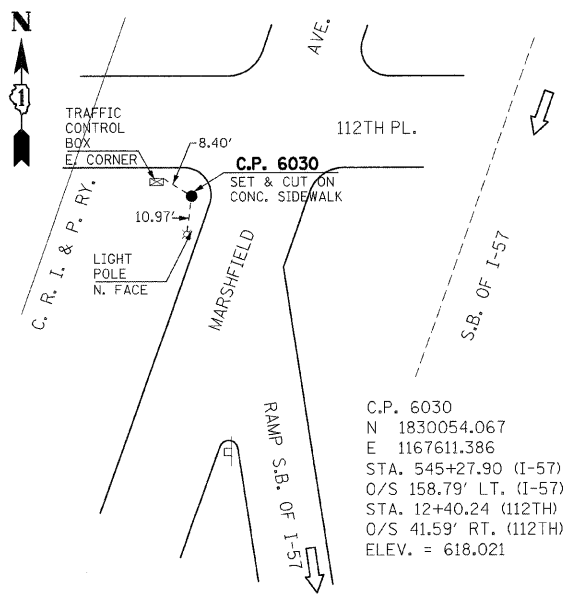 N
1
AVE.
TRAFFIC
CONTROL
BOX
E. CORNER
8.40'
112TH PL.
C.P. 6030
SET & CUT ON
CONC. SIDEWALK
10.97'
LIGHT
POLE
N. FACE
C. R. I. & P. RY.
MARSHFIELD
S.B. OF I-57
RAMP S.B. OF I-57
C.P. 6030
N 1830054.067
E 1167611.386
STA. 545+27.90 (I-57)
O/S 158.79' LT. (I-57)
STA. 12+40.24 (112TH)
O/S 41.59' RT. (112TH)
ELEV. = 618.021